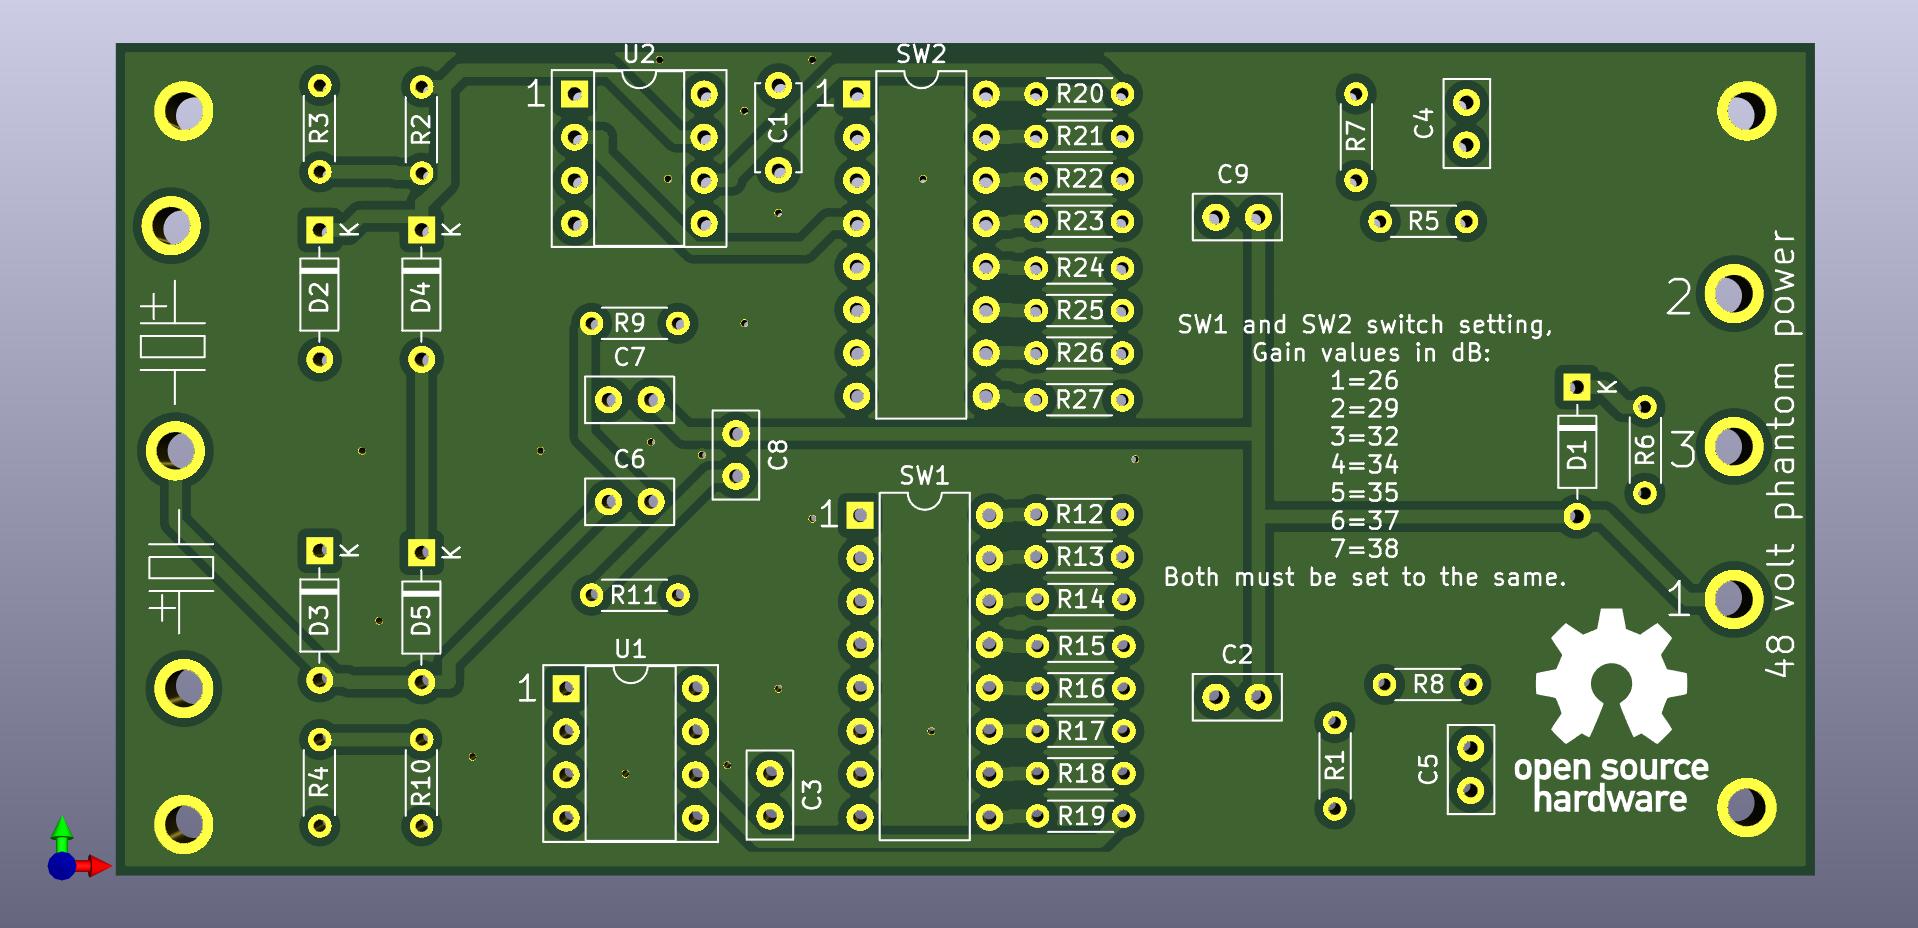 U2
SW2
1
1
R3
R2
C1
R20
R21
R22
R23
R24
R25
R26
R27
R7
C4
C9
R5
K
K
D2
D4
R9
C7
C6
C8
SW1 and SW2 switch setting,
Gain values in dB:
1=26
2=29
3=32
4=34
5=35
6=37
7=38
Both must be set to the same.
2
3
1
48 volt phantom power
K
D1
R6
K
K
D3
D5
SW1
1
R12
R13
R14
R15
R16
R17
R18
R19
R11
U1
1
R4
R10
C3
C2
R8
R1
C5
open source
hardware